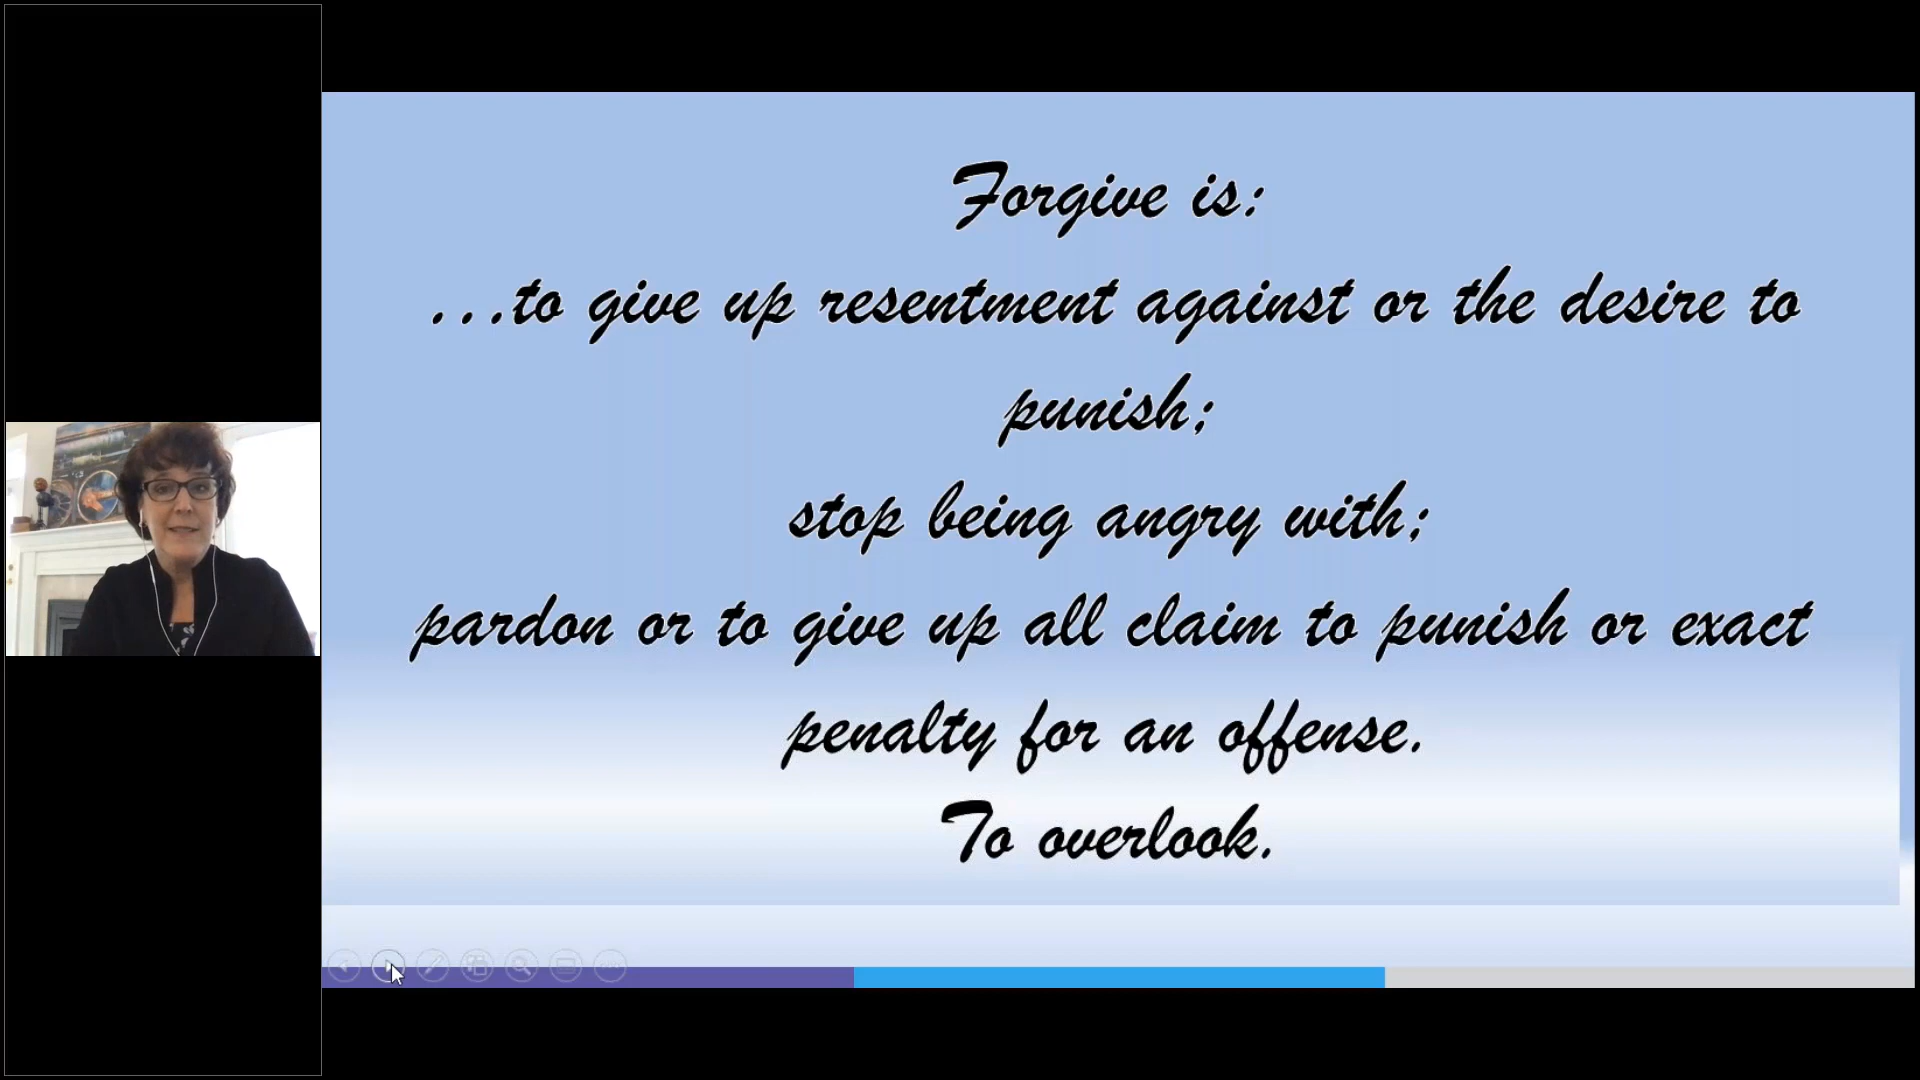 Forgive is:
...to give up resentment against or the desire to
punish;
stop being angry with;
pardon or to give up all claim to punish or exact
penalty for an offense.
To overlook.